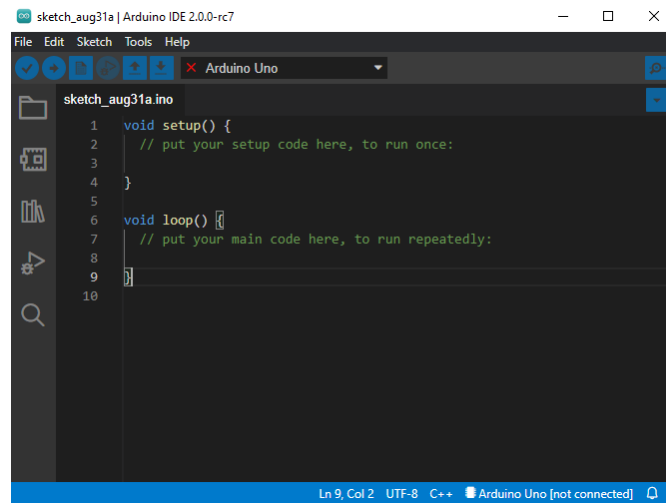 sketch_aug31a | Arduino IDE 2.0.0-rc7
File Edit Sketch Tools Help
Arduino Uno
sketch_aug31a.ino
1 void setup() {
2 // put your setup code here, to run once:
3
4 }
5
6 void loop() {
7 // put your main code here, to run repeatedly:
8
9 }
10
Ln 9, Col 2 UTF-8 C++ Arduino Uno [not connected]